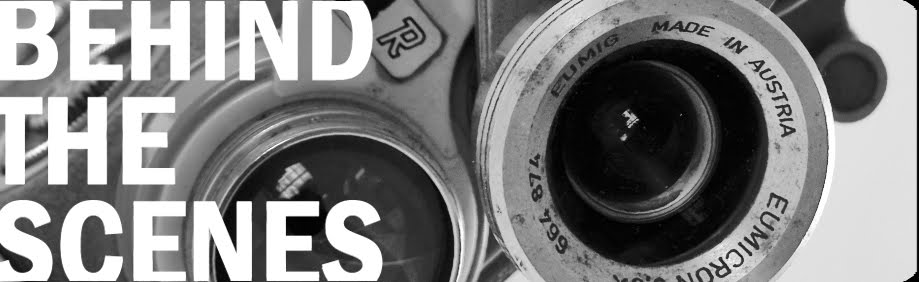 BEHIND
THE
SCENES
R
EUMIG MADE IN AUSTRIA
EUMICRON
664 874